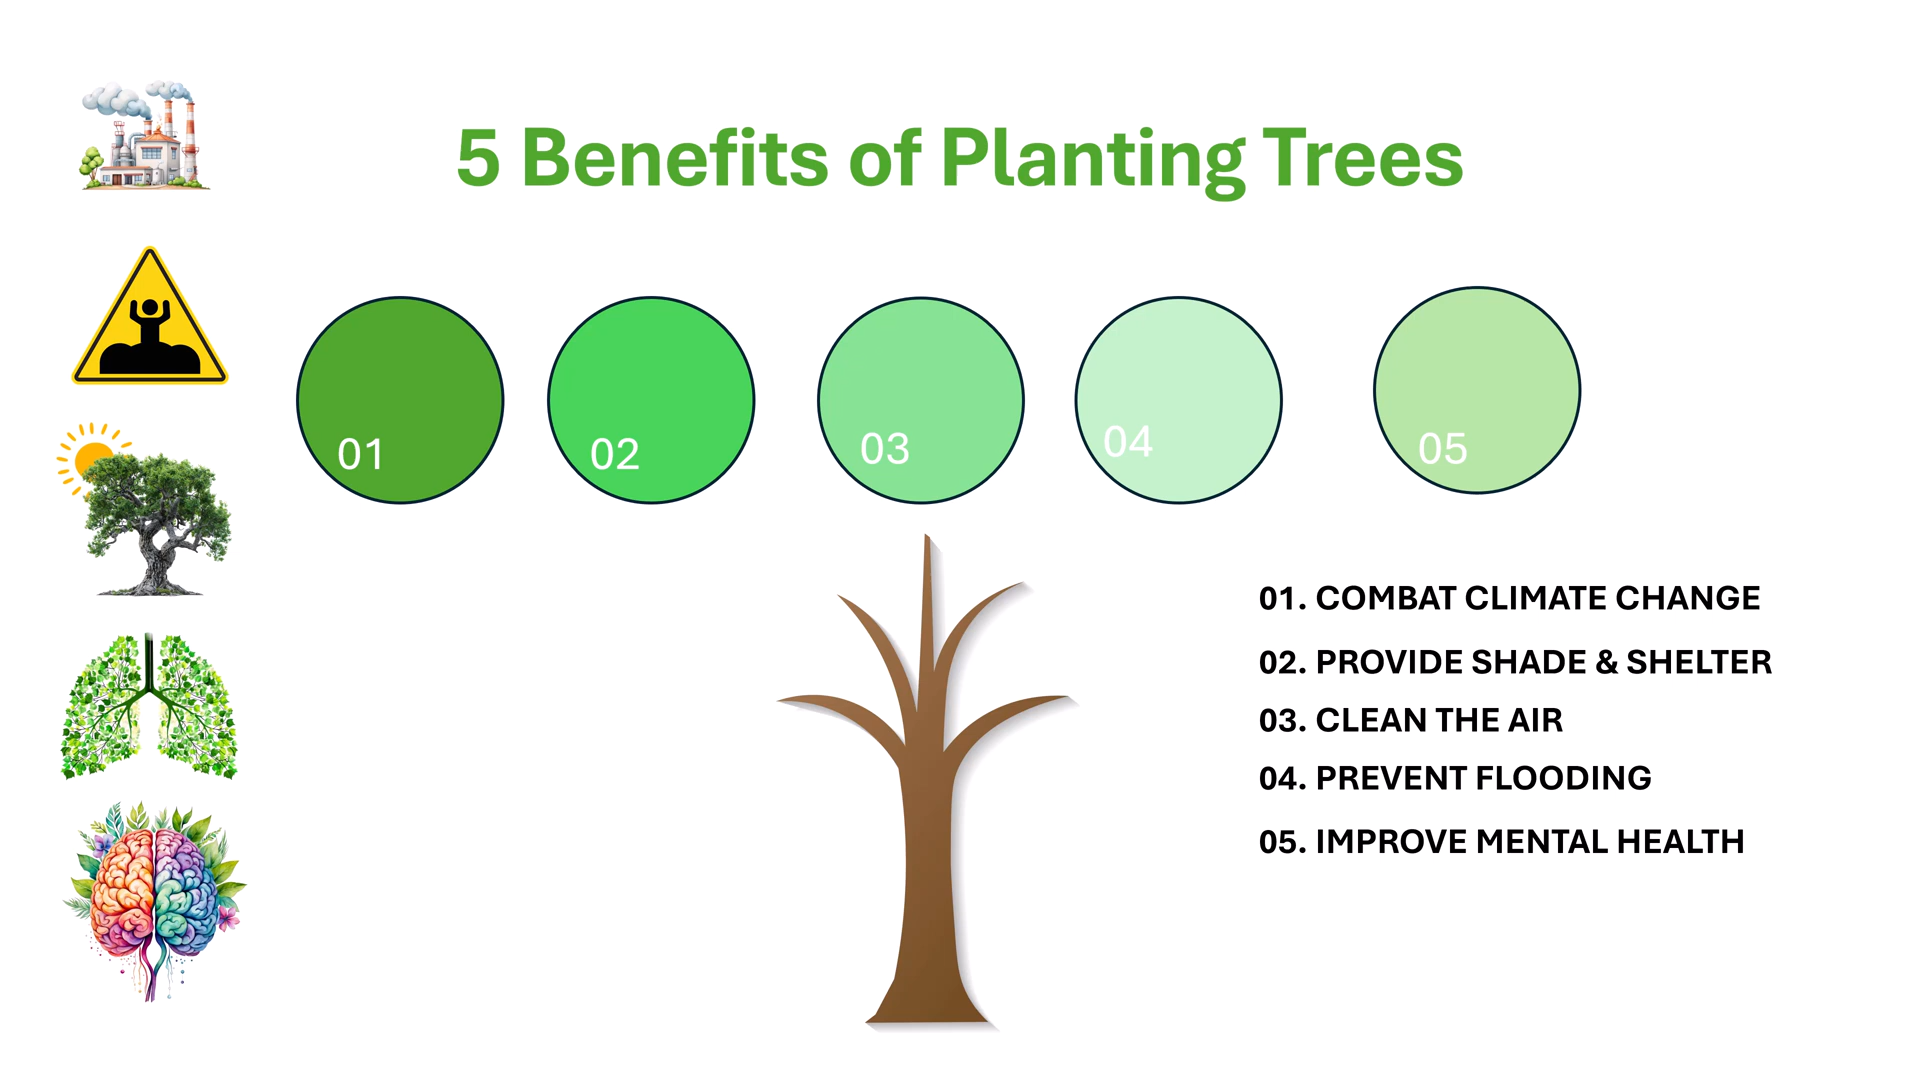 5 Benefits of Planting Trees
01
02
03
04
05
01. COMBAT CLIMATE CHANGE
02. PROVIDE SHADE & SHELTER
03. CLEAN THE AIR
04. PREVENT FLOODING
05. IMPROVE MENTAL HEALTH